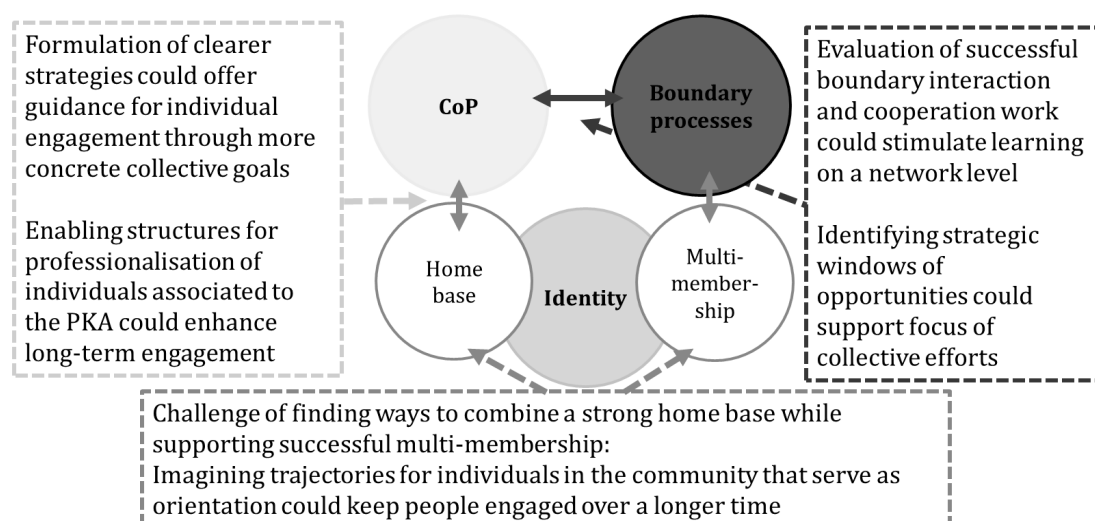 Formulation of clearer
strategies could offer
guidance for individual
engagement through more
concrete collective goals
Enabling structures for
professionalisation of
individuals associated to
the PKA could enhance
long-term engagement
CoP
Boundary
processes
Home
base
Identity
Multi-
member-
ship
Evaluation of successful
boundary interaction
and cooperation work
could stimulate learning
on a network level
Identifying strategic
windows of
opportunities could
support focus of
collective efforts
Challenge of finding ways to combine a strong home base while
supporting successful multi-membership:
Imagining trajectories for individuals in the community that serve as
orientation could keep people engaged over a longer time